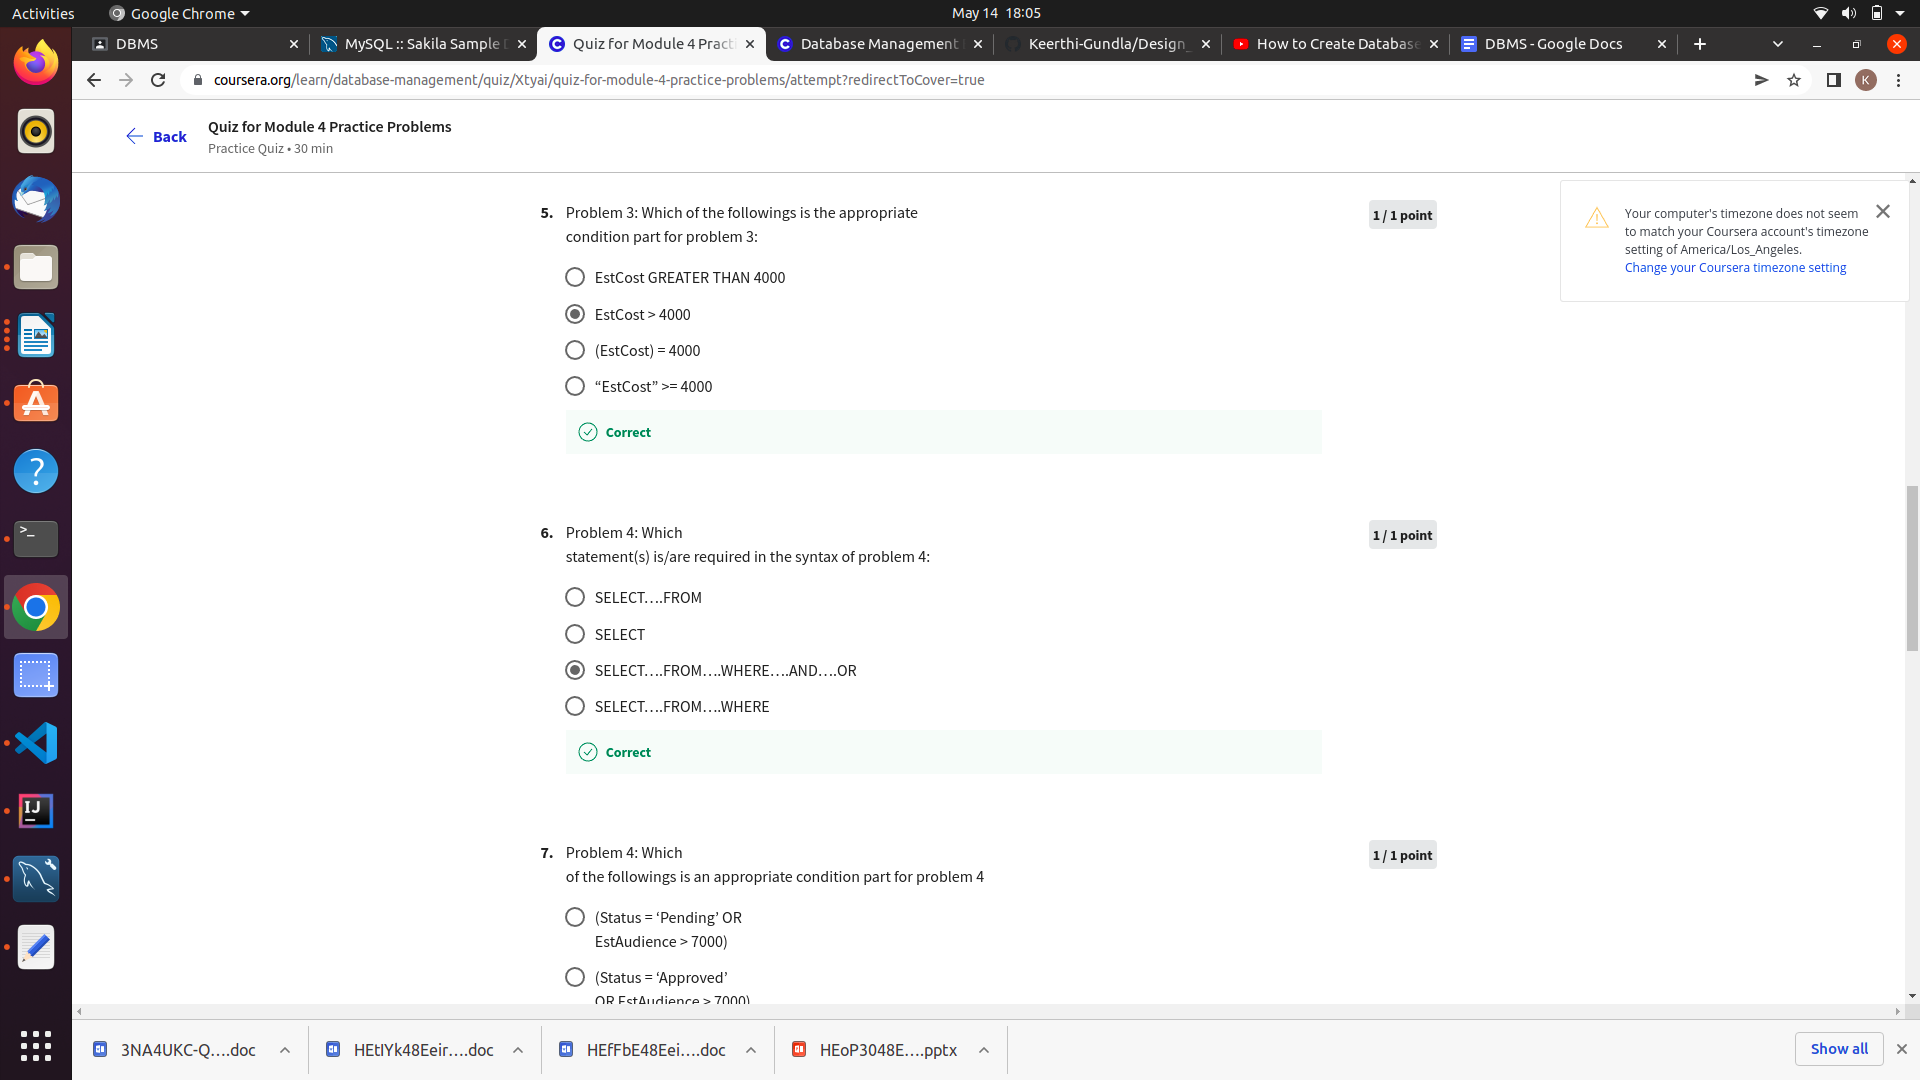 Activities
Google Chrome
May 14 18:05
DBMS
MySQL :: Sakila Sample D
Quiz for Module 4 Practi
Database Management
Keerthi-Gundla/Design_
How to Create Database
DBMS - Google Docs
coursera.org/learn/database-management/quiz/Xtyai/quiz-for-module-4-practice-problems/attempt?redirectToCover=true
K
Back
Quiz for Module 4 Practice Problems
Practice Quiz • 30 min
Your computer's timezone does not seem
to match your Coursera account's timezone
setting of America/Los_Angeles.
Change your Coursera timezone setting
5. Problem 3: Which of the followings is the appropriate
condition part for problem 3:
1 / 1 point
EstCost GREATER THAN 4000
EstCost > 4000
(EstCost) = 4000
“EstCost” >= 4000
Correct
6. Problem 4: Which
statement(s) is/are required in the syntax of problem 4:
1 / 1 point
SELECT….FROM
SELECT
SELECT….FROM….WHERE….AND….OR
SELECT….FROM….WHERE
Correct
7. Problem 4: Which
of the followings is an appropriate condition part for problem 4
1 / 1 point
(Status = ‘Pending’ OR
EstAudience > 7000)
(Status = ‘Approved’
OR EstAudience > 7000)
3NA4UKC-Q....doc
HEtIYk48Eeir....doc
HEfFbE48Eei....doc
HEoP3048E....pptx
Show all